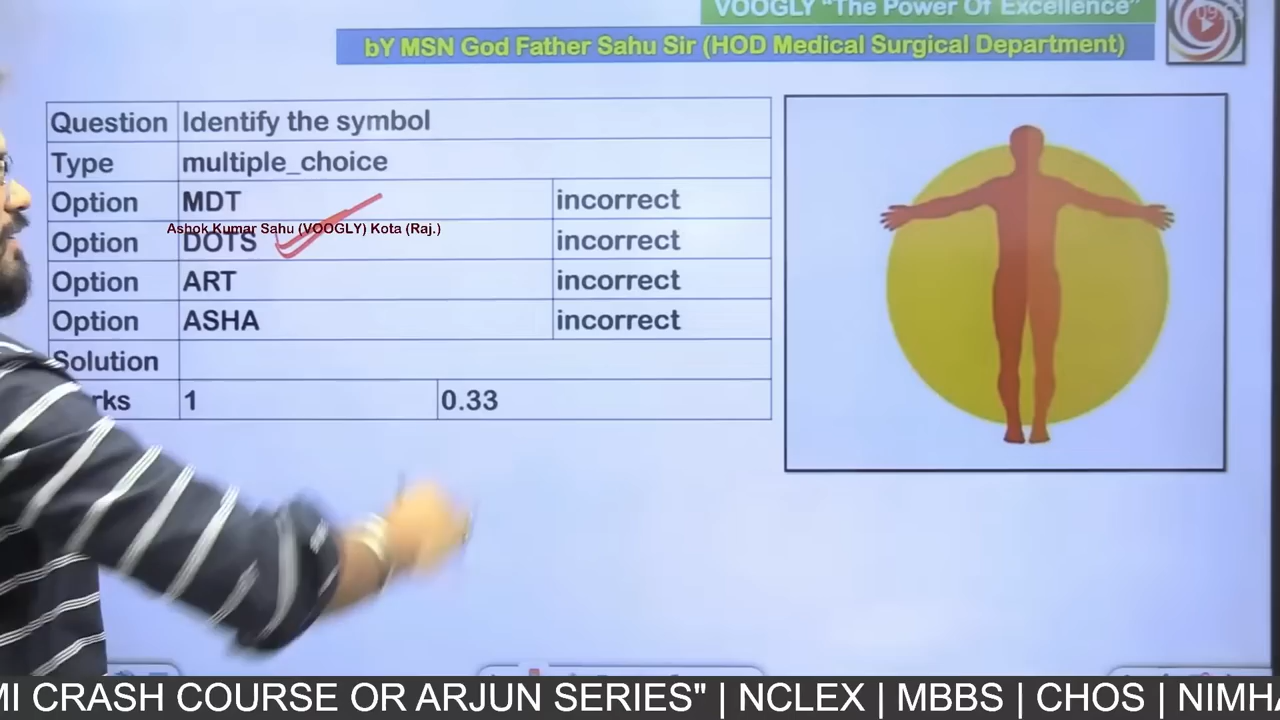 VOOGLY "The Power Of Excellence"
bY MSN God Father Sahu Sir (HOD Medical Surgical Department)
Question Identify the symbol
Type multiple_choice
Option MDT incorrect
Ashok Kumar Sahu (VOOGLY) Kota (Raj.)
Option DOTS incorrect
Option ART incorrect
Option ASHA incorrect
Solution
rks 1 0.33
MI CRASH COURSE OR ARJUN SERIES" | NCLEX | MBBS | CHOS | NIMHA